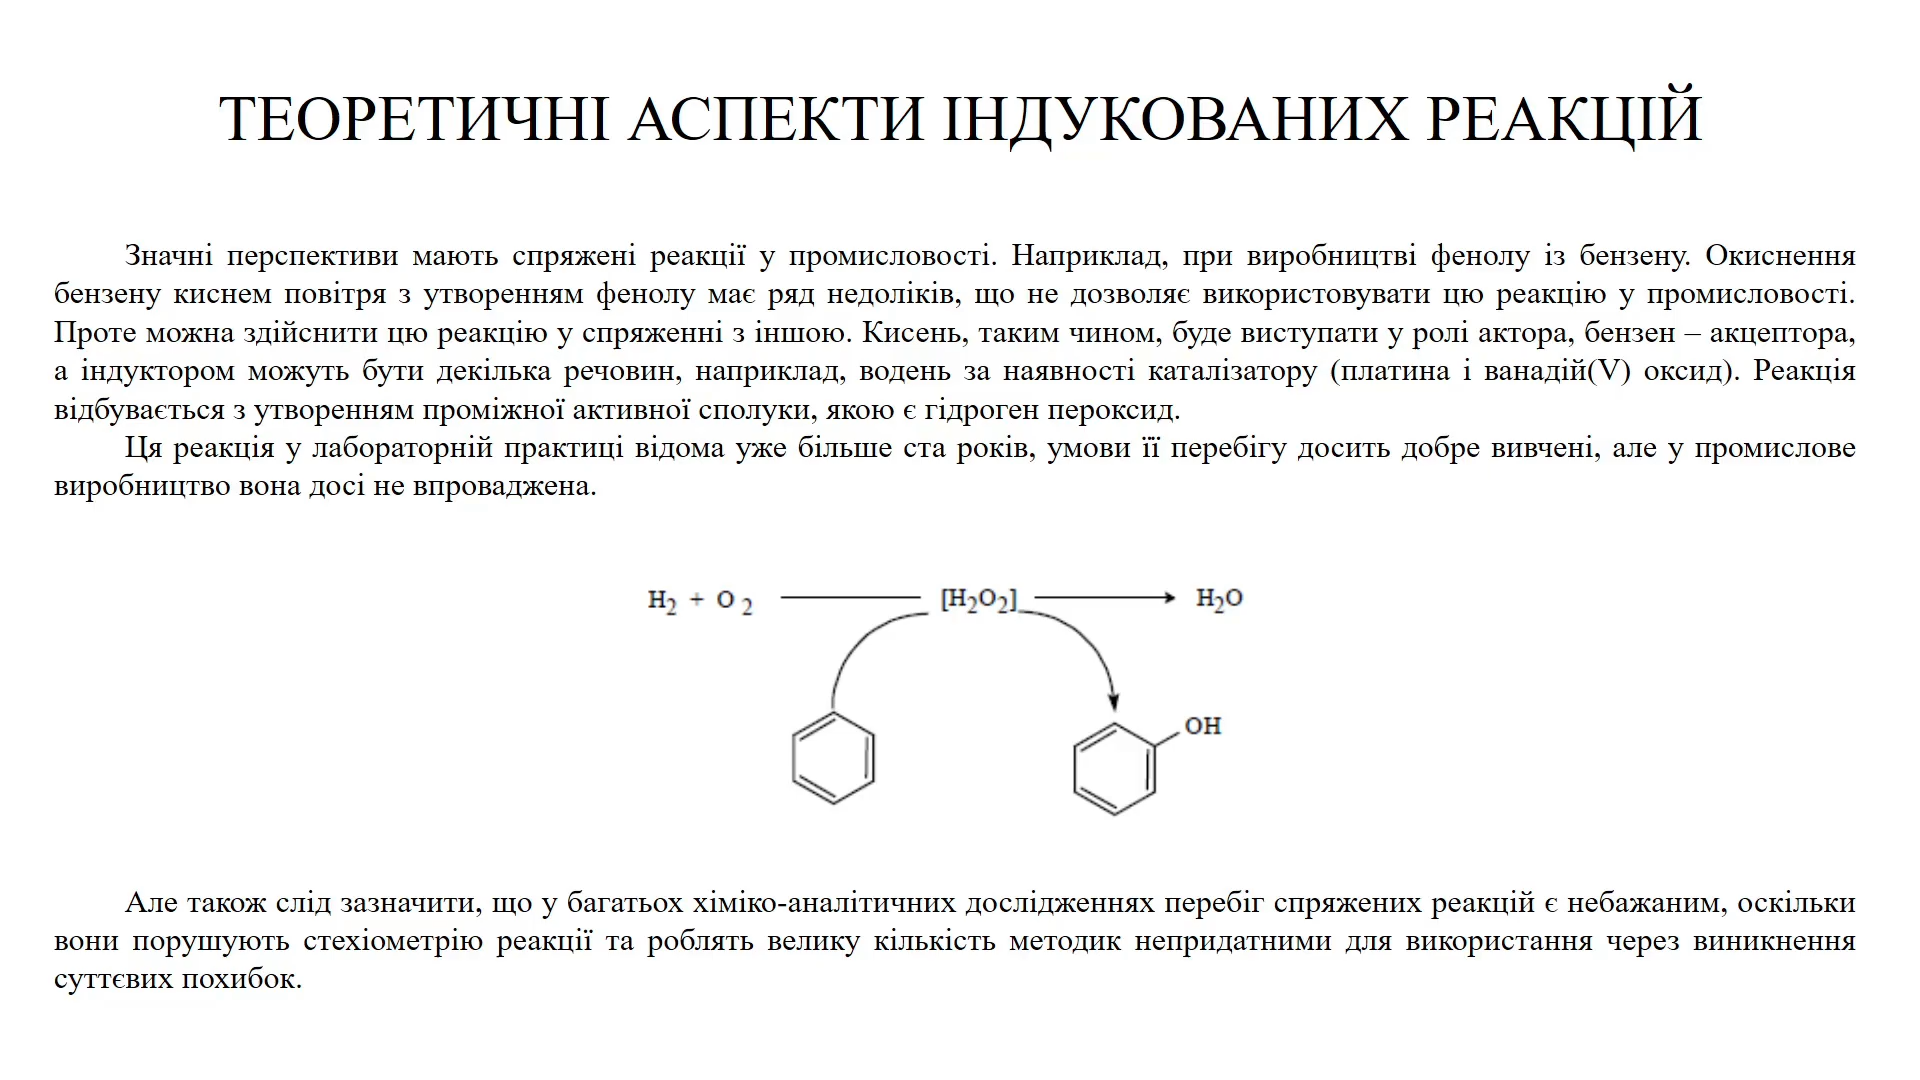 ТЕОРЕТИЧНІ АСПЕКТИ ІНДУКОВАНИХ РЕАКЦІЙ
Значні перспективи мають спряжені реакції у промисловості. Наприклад, при виробництві фенолу із бензену. Окиснення
бензену киснем повітря з утворенням фенолу має ряд недоліків, що не дозволяє використовувати цю реакцію у промисловості.
Проте можна здійснити цю реакцію у спряженні з іншою. Кисень, таким чином, буде виступати у ролі актора, бензен – акцептора,
а індуктором можуть бути декілька речовин, наприклад, водень за наявності каталізатору (платина і ванадій(V) оксид). Реакція
відбувається з утворенням проміжної активної сполуки, якою є гідроген пероксид.
Ця реакція у лабораторній практиці відома уже більше ста років, умови її перебігу досить добре вивчені, але у промислове
виробництво вона досі не впроваджена.
H2 + O2 [H2O2] H2O
OH
Але також слід зазначити, що у багатьох хіміко-аналітичних дослідженнях перебіг спряжених реакцій є небажаним, оскільки
вони порушують стехіометрію реакції та роблять велику кількість методик непридатними для використання через виникнення
суттєвих похибок.